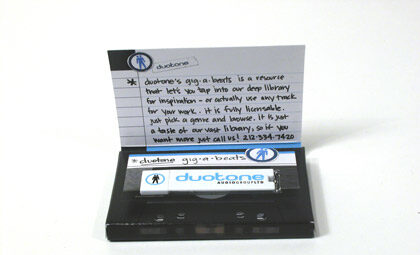 duotone
* duotone's gig·a·beats is a resource
that lets you tap into our deep library
for inspiration - or actually use any track
for your work. it is fully licensable.
just pick a genre and browse. it is just
a taste of our vast library, so if you
want more just call us! 212-334-7420
* duotone gig·a·beats
duotone
AUDIOGROUPLTD